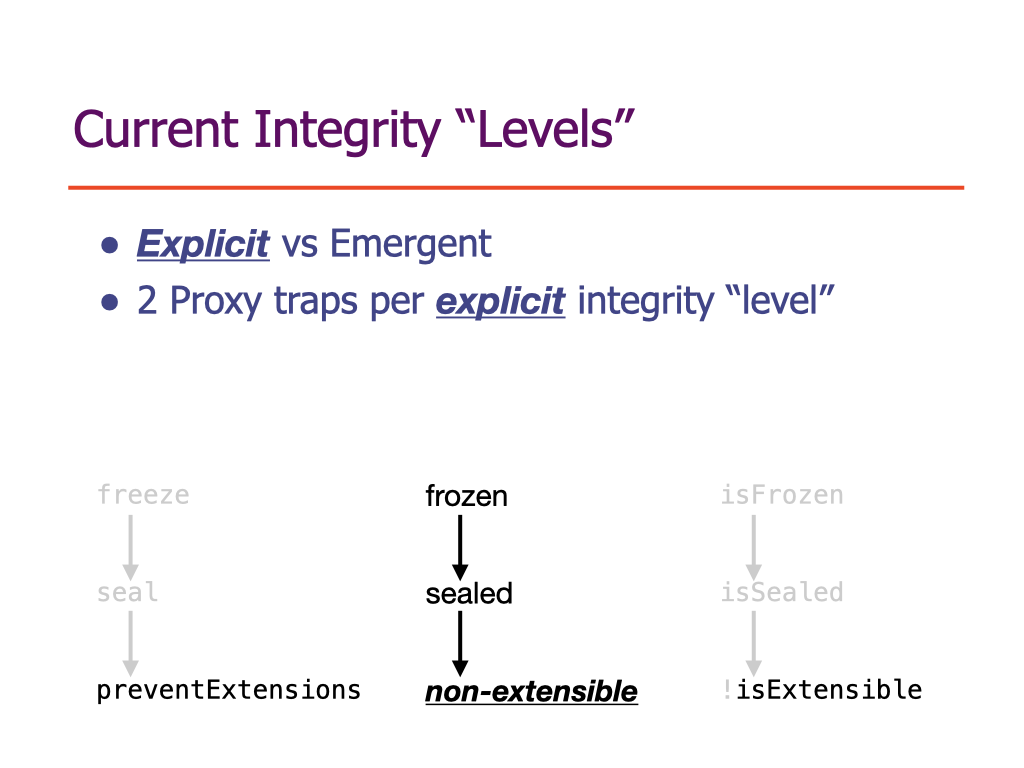 Current Integrity “Levels”
● Explicit vs Emergent
● 2 Proxy traps per explicit integrity “level”
freeze frozen isFrozen
seal sealed isSealed
preventExtensions non-extensible !isExtensible